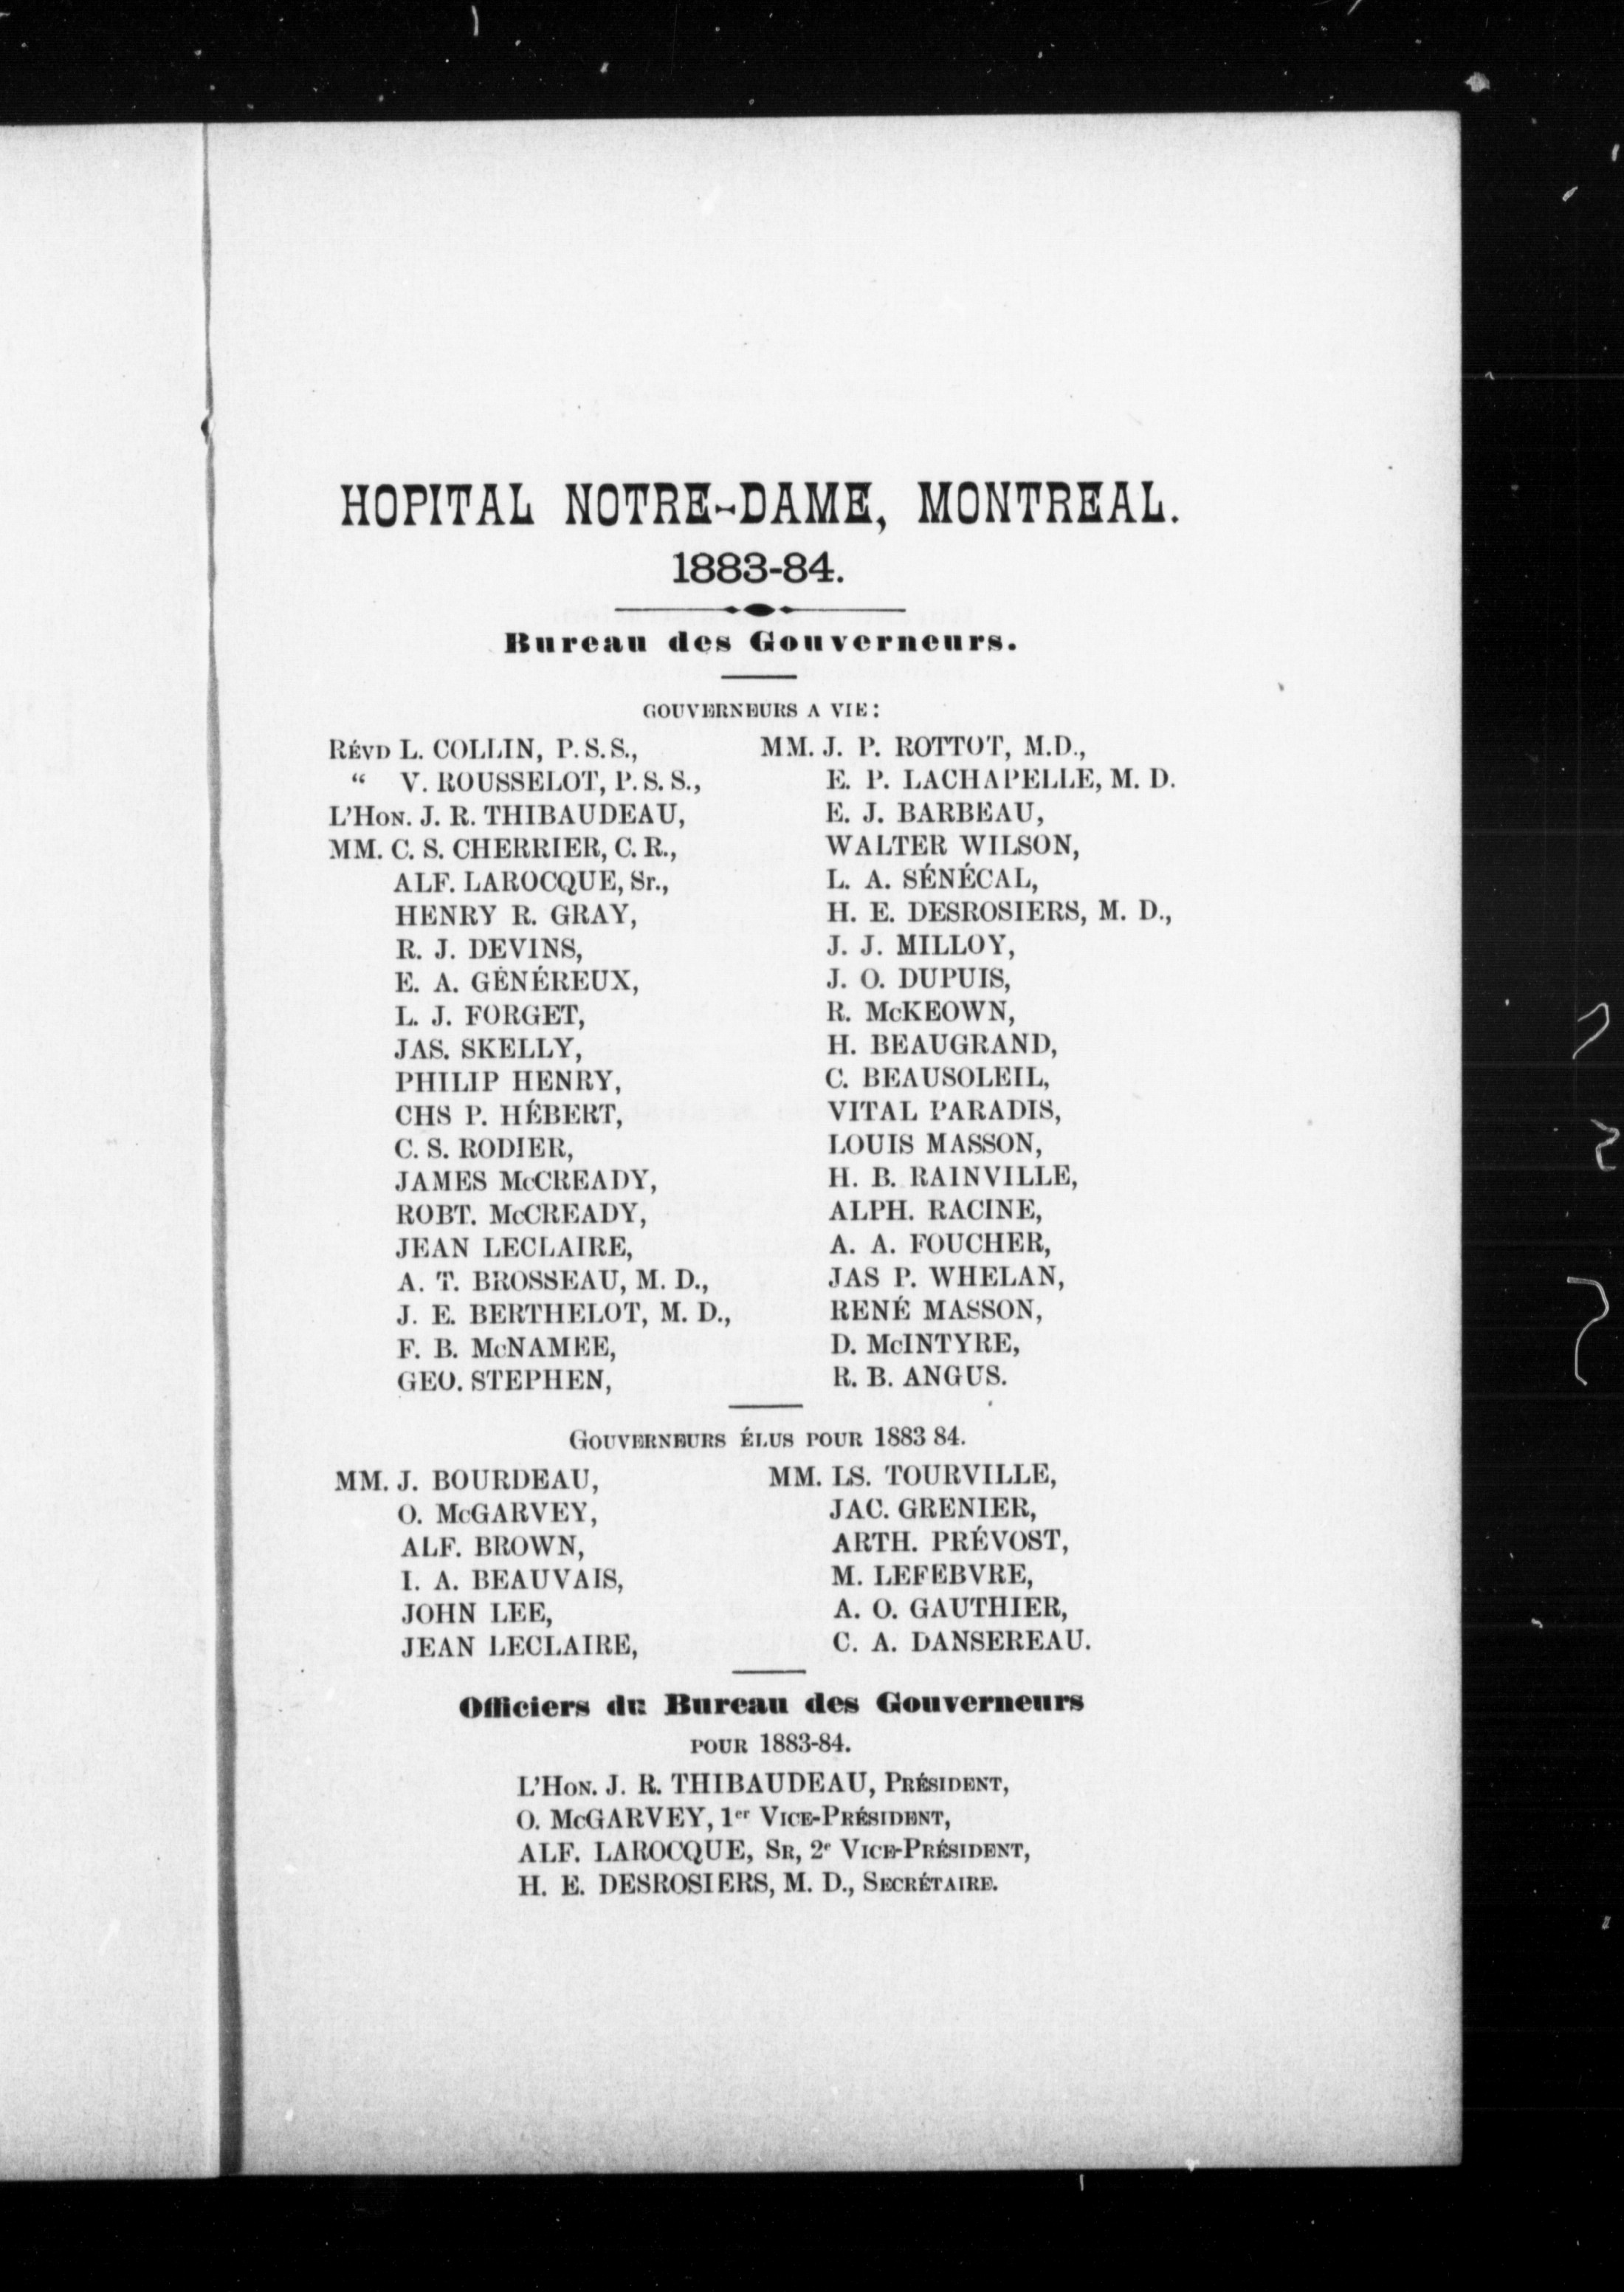 HOPITAL NOTRE-DAME, MONTREAL.
1883-84.
Bureau des Gouverneurs.
GOUVERNEURS A VIE:
RÉVD L. COLLIN, P. S. S.,
“ V. ROUSSELOT, P. S. S.,
L'HON. J. R. THIBAUDEAU,
MM. C. S. CHERRIER, C. R.,
ALF. LAROCQUE, Sr.,
HENRY R. GRAY,
R. J. DEVINS,
E. A. GÉNÉREUX,
L. J. FORGET,
JAS. SKELLY,
PHILIP HENRY,
CHS P. HÉBERT,
C. S. RODIER,
JAMES McCREADY,
ROBT. McCREADY,
JEAN LECLAIRE,
A. T. BROSSEAU, M. D.,
J. E. BERTHELOT, M. D.,
F. B. McNAMEE,
GEO. STEPHEN,
MM. J. P. ROTTOT, M.D.,
E. P. LACHAPELLE, M. D.
E. J. BARBEAU,
WALTER WILSON,
L. A. SÉNÉCAL,
H. E. DESROSIERS, M. D.,
J. J. MILLOY,
J. O. DUPUIS,
R. McKEOWN,
H. BEAUGRAND,
C. BEAUSOLEIL,
VITAL PARADIS,
LOUIS MASSON,
H. B. RAINVILLE,
ALPH. RACINE,
A. A. FOUCHER,
JAS P. WHELAN,
RENÉ MASSON,
D. McINTYRE,
R. B. ANGUS.
GOUVERNEURS ÉLUS POUR 1883 84.
MM. J. BOURDEAU,
O. McGARVEY,
ALF. BROWN,
I. A. BEAUVAIS,
JOHN LEE,
JEAN LECLAIRE,
MM. LS. TOURVILLE,
JAC. GRENIER,
ARTH. PRÉVOST,
M. LEFEBVRE,
A. O. GAUTHIER,
C. A. DANSEREAU.
Officiers du Bureau des Gouverneurs
POUR 1883-84.
L'HON. J. R. THIBAUDEAU, PRÉSIDENT,
O. McGARVEY, 1er VICE-PRÉSIDENT,
ALF. LAROCQUE, SR, 2e VICE-PRÉSIDENT,
H. E. DESROSIERS, M. D., SECRÉTAIRE.